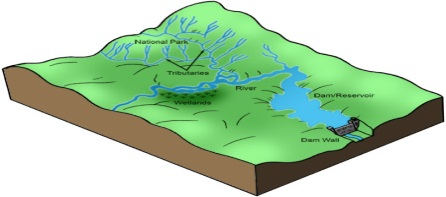 National Park
Tributaries
River
Wetlands
Dam/Reservoir
Dam Wall